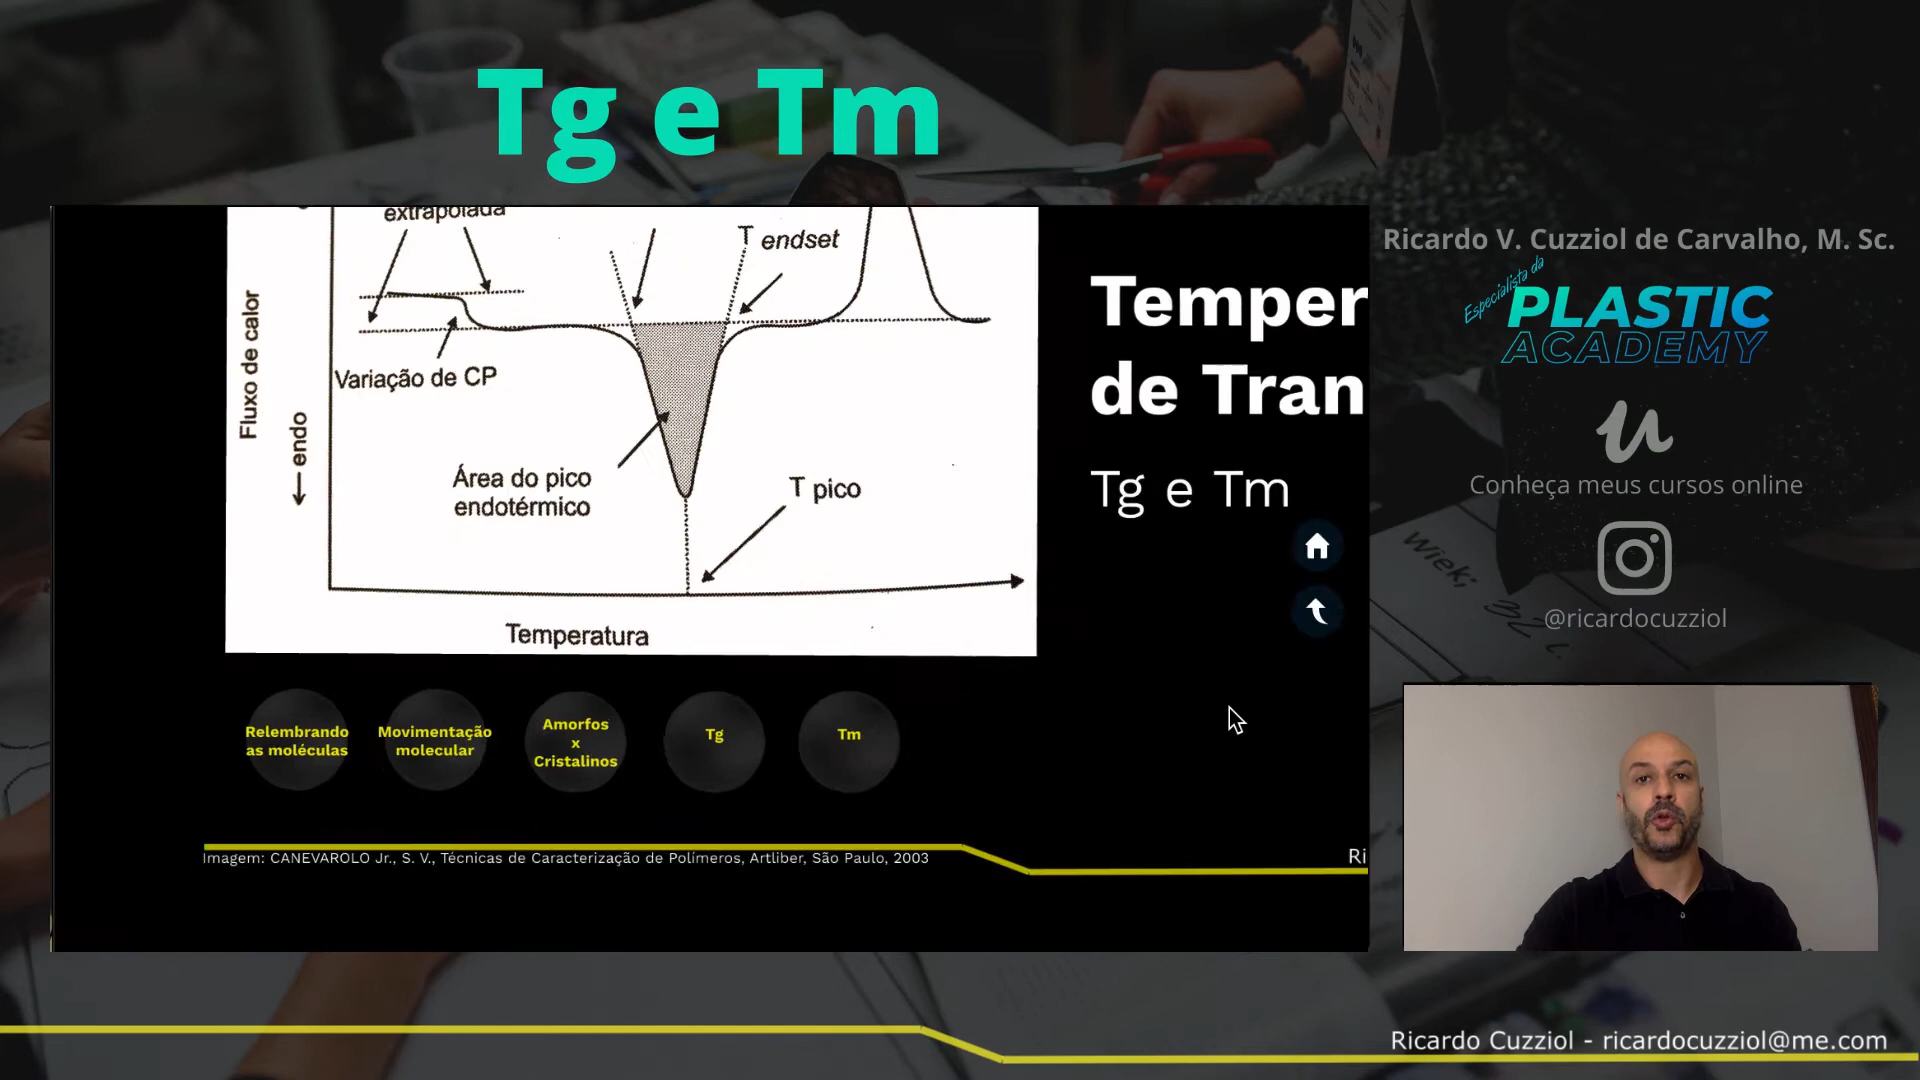 Tg e Tm
extrapolada
T endset
Fluxo de calor
endo
Variação de CP
Área do pico
endotérmico
T pico
Temperatura
Temper
de Tran
Tg e Tm
Relembrando
as moléculas
Movimentação
molecular
Amorfos
x
Cristalinos
Tg
Tm
Imagem: CANEVAROLO Jr., S. V., Técnicas de Caracterização de Polímeros, Artliber, São Paulo, 2003
Ri
Ricardo V. Cuzziol de Carvalho, M. Sc.
Especialista da
PLASTIC
ACADEMY
Conheça meus cursos online
@ricardocuzziol
Wiek;
Ricardo Cuzziol - ricardocuzziol@me.com